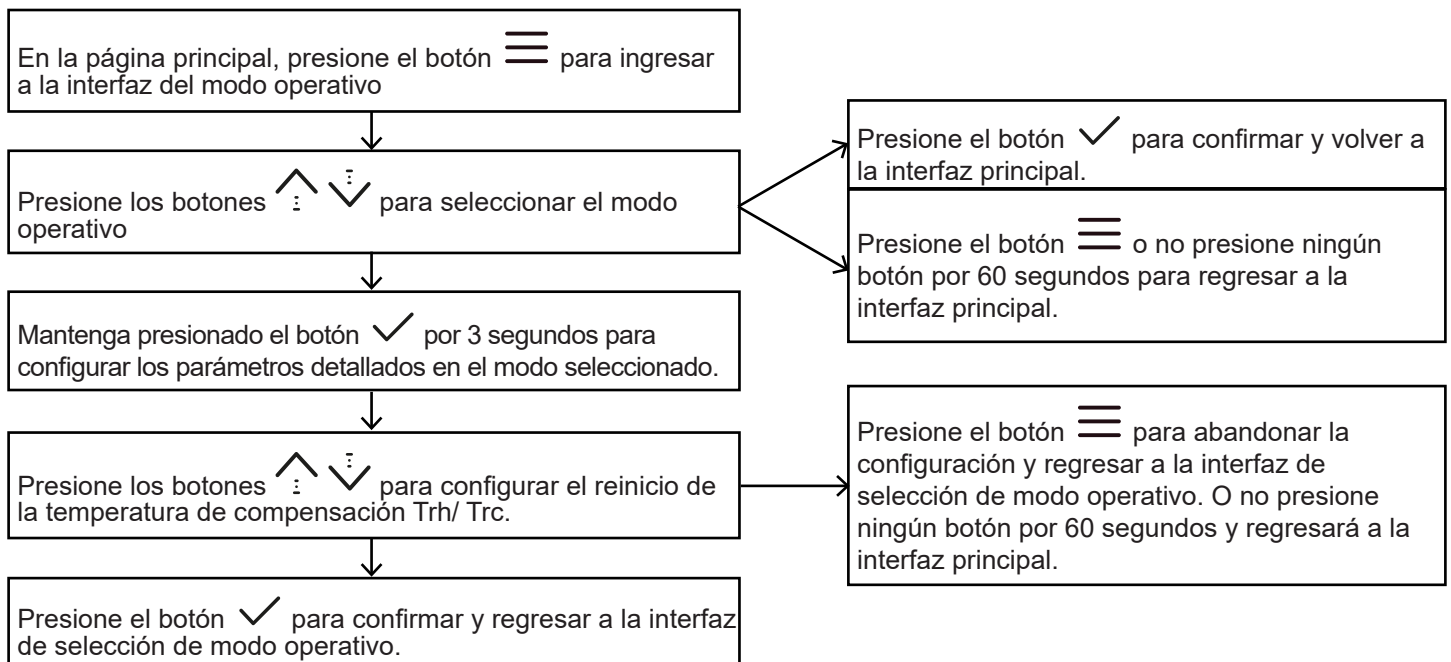 En la página principal, presione el botón para ingresar
a la interfaz del modo operativo
Presione los botones para seleccionar el modo
operativo
Mantenga presionado el botón por 3 segundos para
configurar los parámetros detallados en el modo seleccionado.
Presione los botones para configurar el reinicio de
la temperatura de compensación Trh/ Trc.
Presione el botón para confirmar y regresar a la interfaz
de selección de modo operativo.
Presione el botón para confirmar y volver a
la interfaz principal.
Presione el botón o no presione ningún
botón por 60 segundos para regresar a la
interfaz principal.
Presione el botón para abandonar la
configuración y regresar a la interfaz de
selección de modo operativo. O no presione
ningún botón por 60 segundos y regresará a la
interfaz principal.